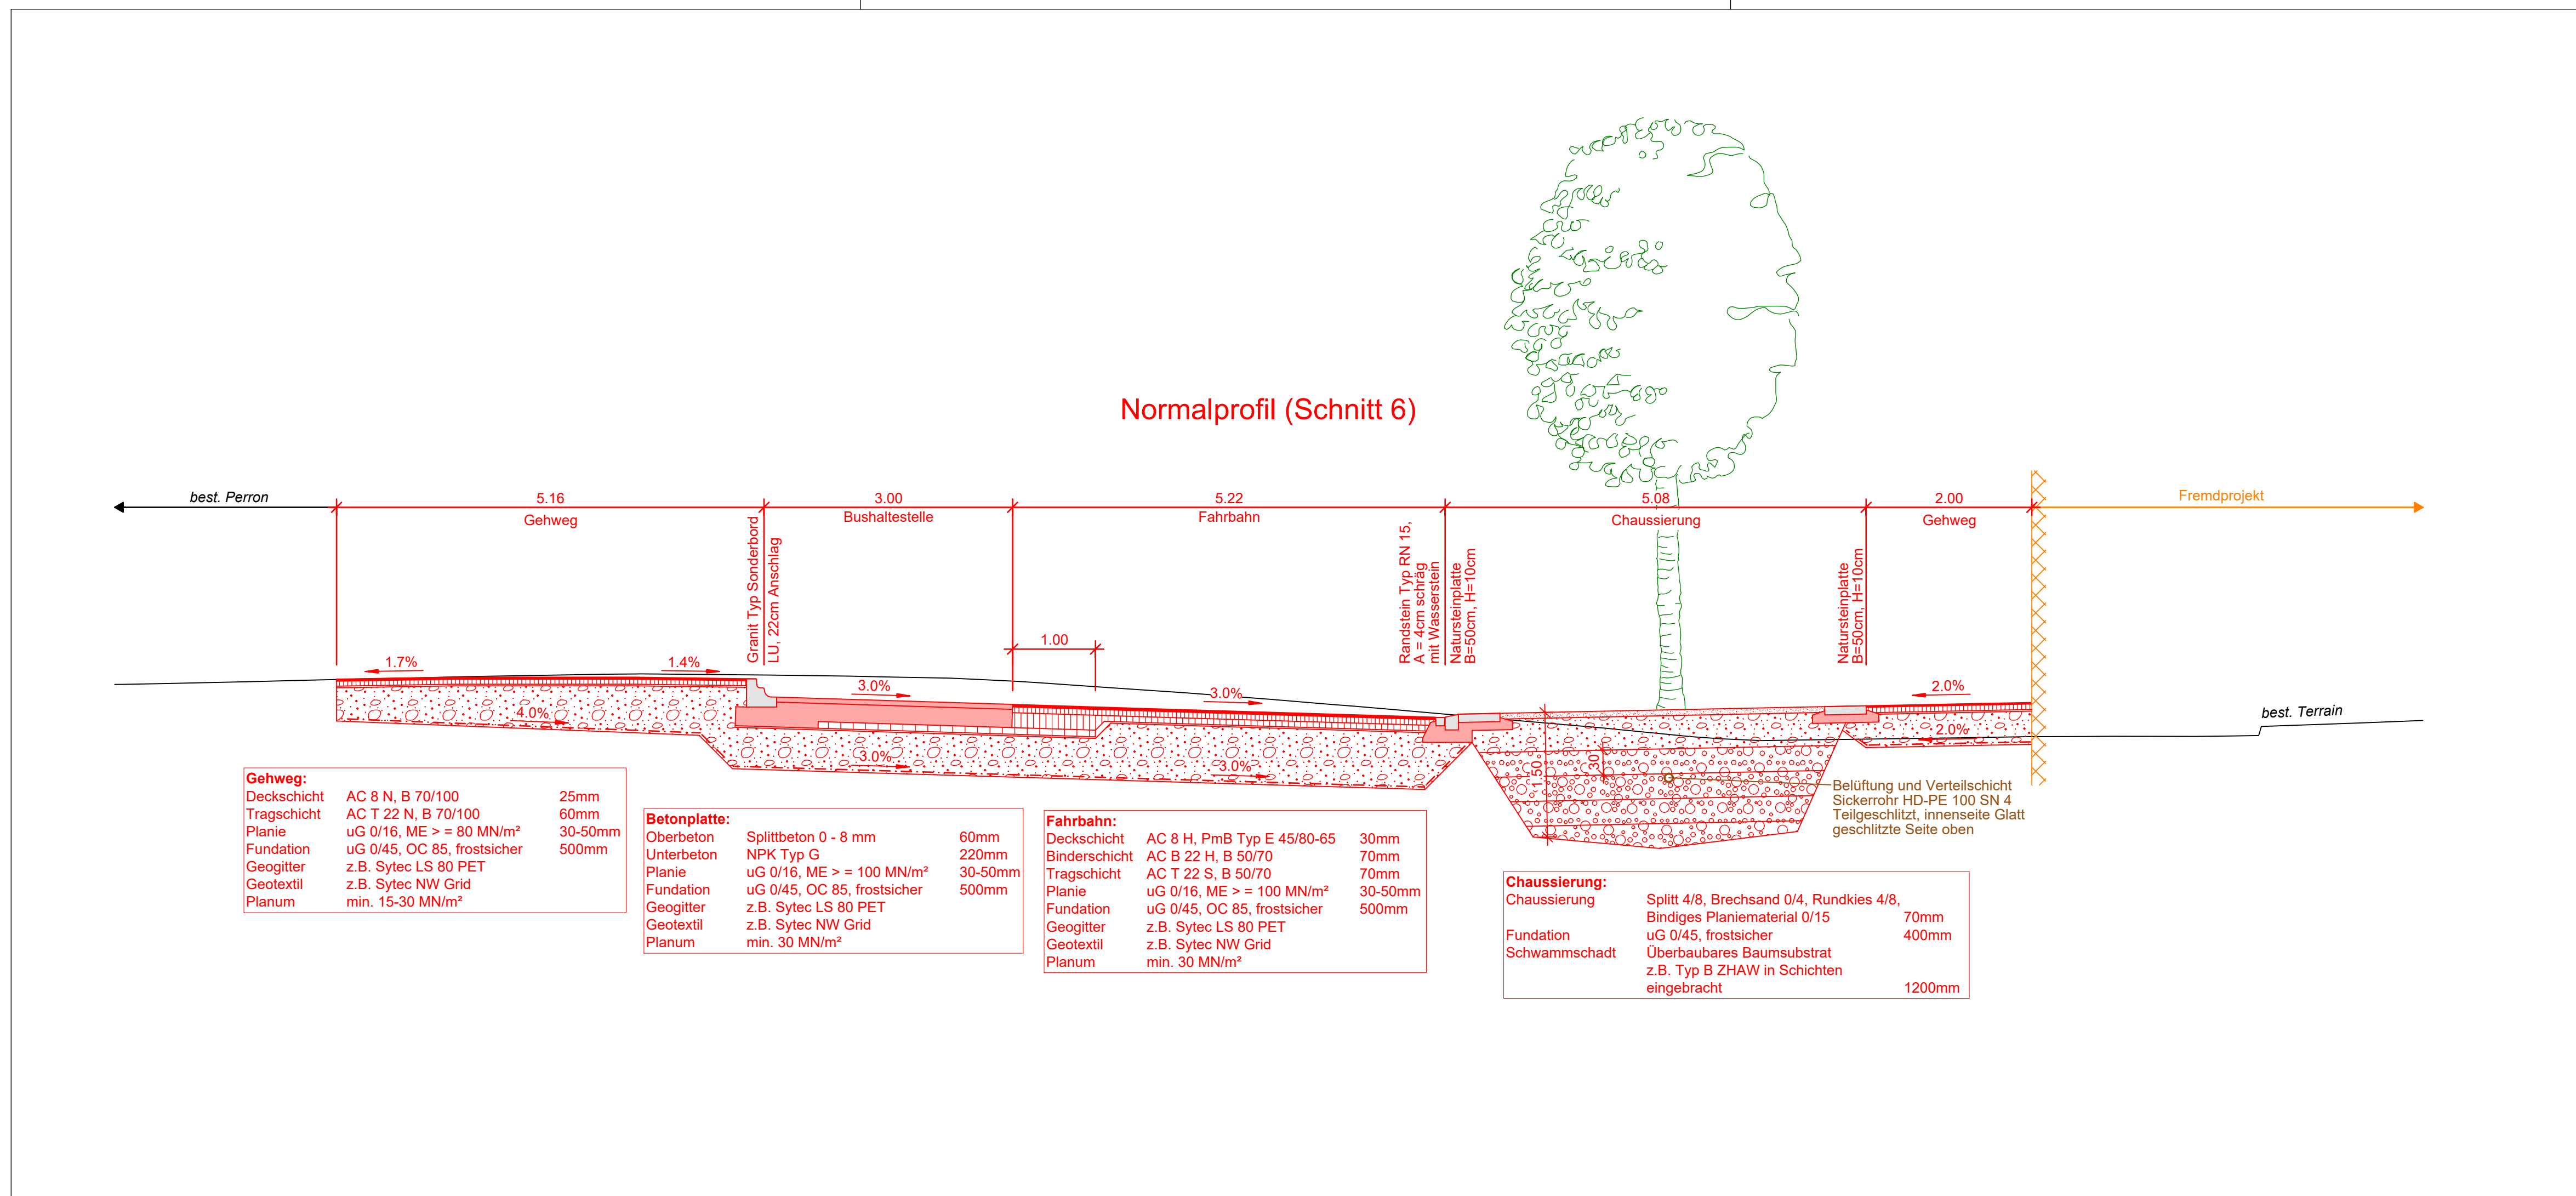 Normalprofil (Schnitt 6)
best. Perron
5.16
Gehweg
3.00
Bushaltestelle
5.22
Fahrbahn
5.08
Chaussierung
2.00
Gehweg
Fremdprojekt
Granit Typ Sonderbord
LU, 22cm Anschlag
Randstein Typ RN 15,
A = 4cm schräg
mit Wasserstein
Natursteinplatte
B=50cm, H=10cm
Natursteinplatte
B=50cm, H=10cm
1.00
1.7%
1.4%
3.0%
3.0%
2.0%
4.0%
3.0%
3.0%
2.0%
best. Terrain
1.50
30
Belüftung und Verteilschicht
Sickerrohr HD-PE 100 SN 4
Teilgeschlitzt, innenseite Glatt
geschlitzte Seite oben
Gehweg:
Deckschicht AC 8 N, B 70/100 25mm
Tragschicht AC T 22 N, B 70/100 60mm
Planie uG 0/16, ME > = 80 MN/m² 30-50mm
Fundation uG 0/45, OC 85, frostsicher 500mm
Geogitter z.B. Sytec LS 80 PET
Geotextil z.B. Sytec NW Grid
Planum min. 15-30 MN/m²
Betonplatte:
Oberbeton Splittbeton 0 - 8 mm 60mm
Unterbeton NPK Typ G 220mm
Planie uG 0/16, ME > = 100 MN/m² 30-50mm
Fundation uG 0/45, OC 85, frostsicher 500mm
Geogitter z.B. Sytec LS 80 PET
Geotextil z.B. Sytec NW Grid
Planum min. 30 MN/m²
Fahrbahn:
Deckschicht AC 8 H, PmB Typ E 45/80-65 30mm
Binderschicht AC B 22 H, B 50/70 70mm
Tragschicht AC T 22 S, B 50/70 70mm
Planie uG 0/16, ME > = 100 MN/m² 30-50mm
Fundation uG 0/45, OC 85, frostsicher 500mm
Geogitter z.B. Sytec LS 80 PET
Geotextil z.B. Sytec NW Grid
Planum min. 30 MN/m²
Chaussierung:
Chaussierung Splitt 4/8, Brechsand 0/4, Rundkies 4/8,
Bindiges Planiematerial 0/15 70mm
Fundation uG 0/45, frostsicher 400mm
Schwammschadt Überbaubares Baumsubstrat
z.B. Typ B ZHAW in Schichten
eingebracht 1200mm